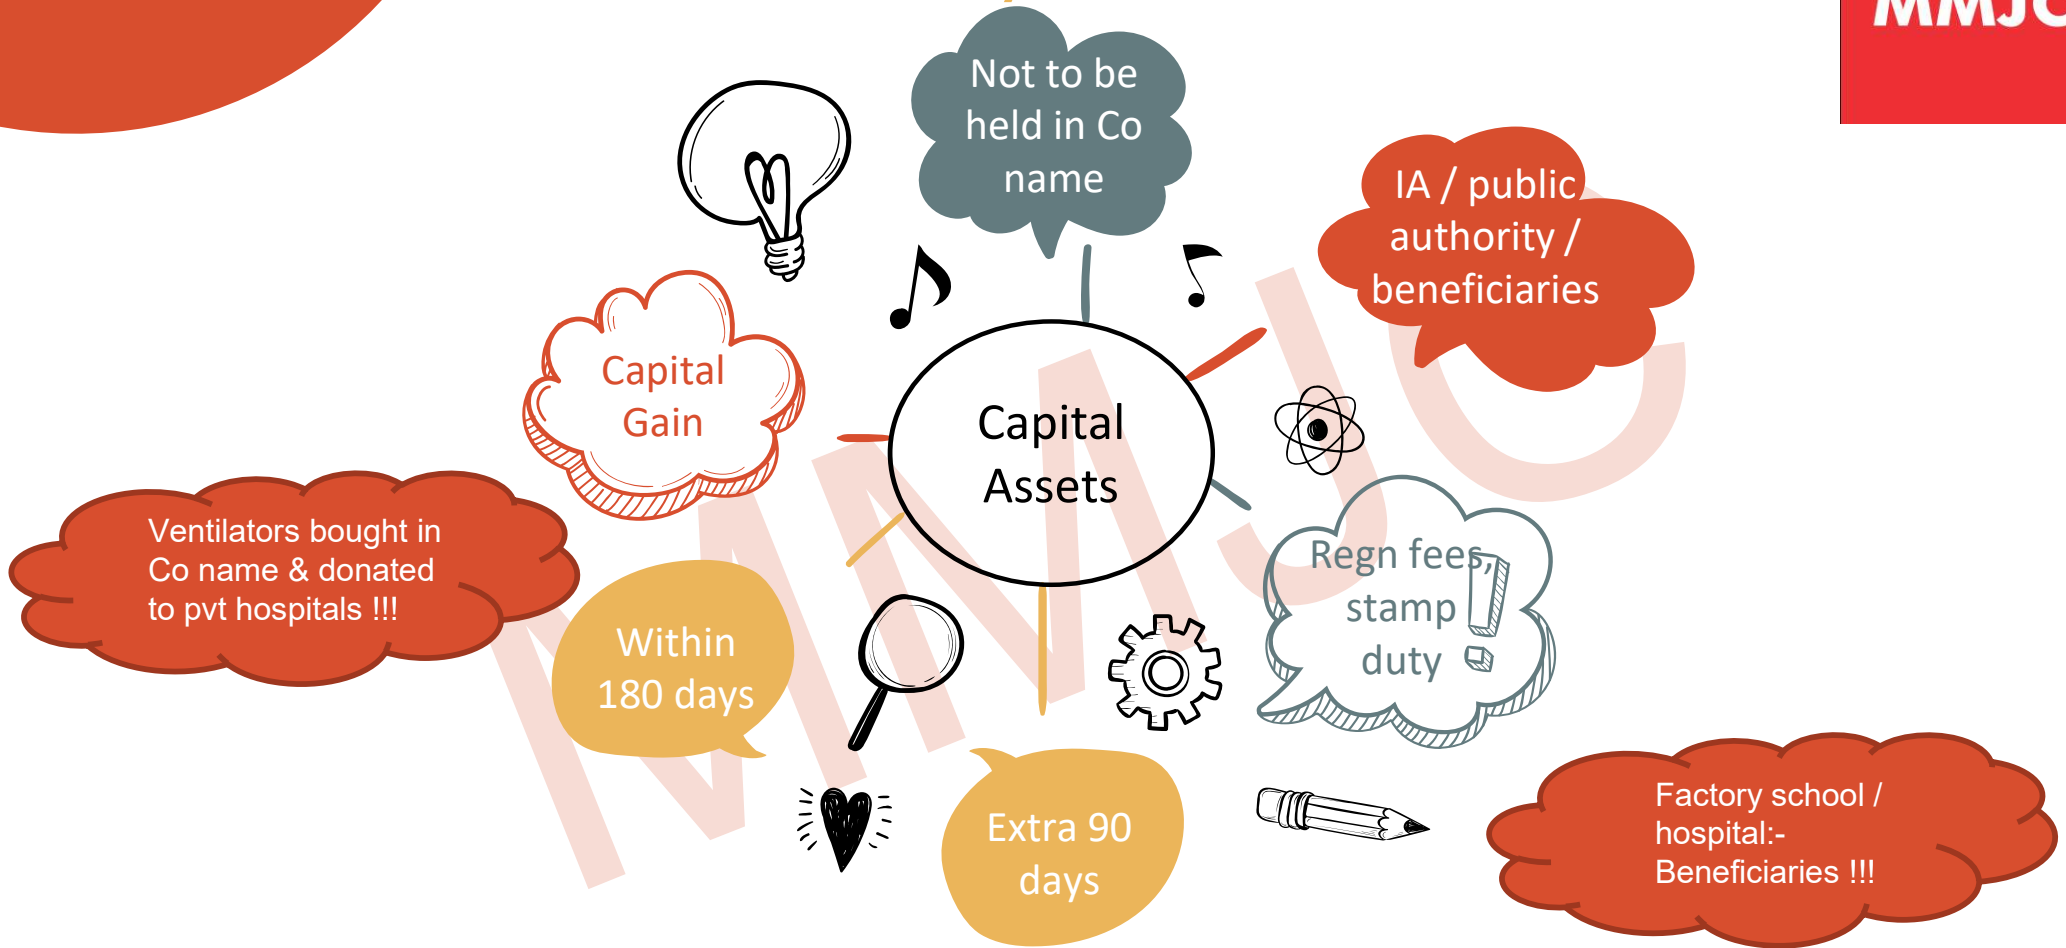 MMJC
Not to be
held in Co
name
IA / public
authority /
beneficiaries
Capital
Gain
Capital
Assets
Regn fees,
stamp
duty
Ventilators bought in
Co name & donated
to pvt hospitals !!!
Within
180 days
Extra 90
days
Factory school /
hospital:-
Beneficiaries !!!
MMJC